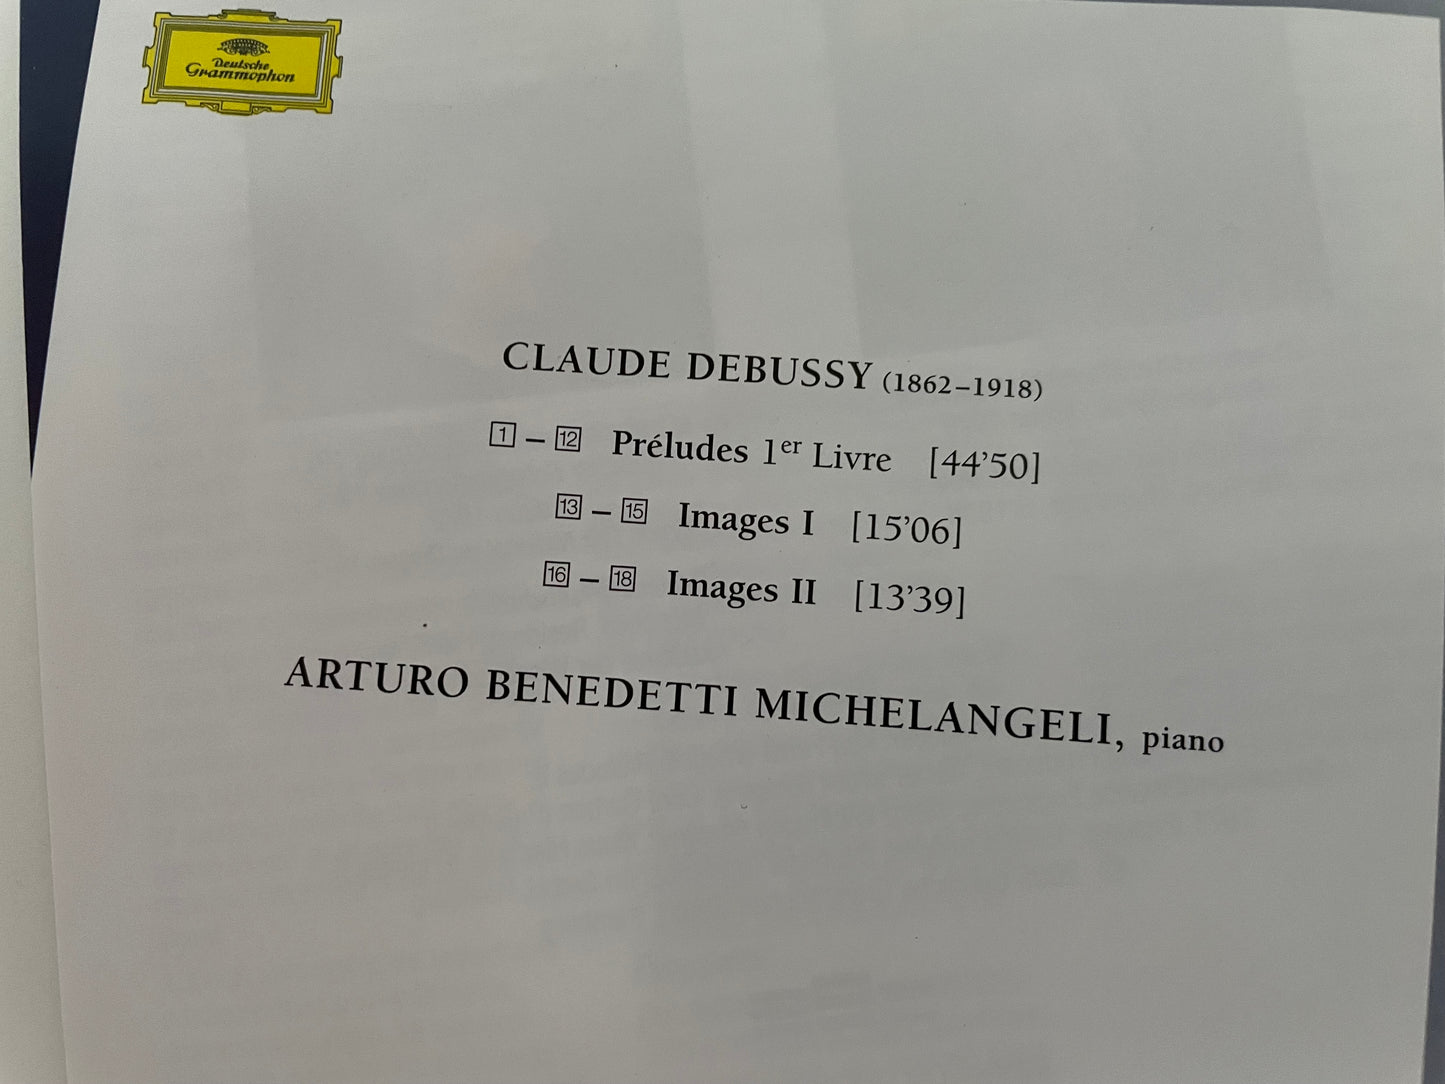 Deutsche
Grammophon
CLAUDE DEBUSSY (1862–1918)
1 – 12 Préludes 1er Livre [44’50]
13 – 15 Images I [15’06]
16 – 18 Images II [13’39]
ARTURO BENEDETTI MICHELANGELI, piano